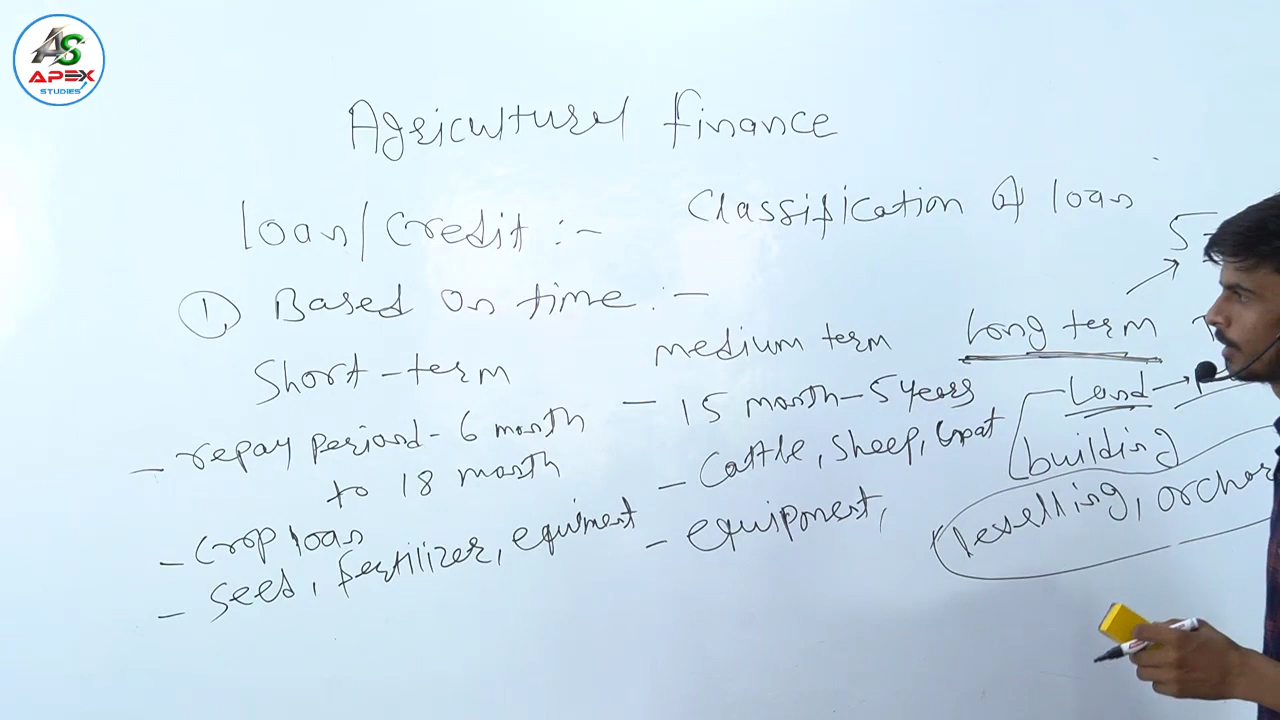 AS
APEX
STUDIES
Agricultural finance
loan/credit :-
Classification of loan
1. Based on time :-
Short-term
- repay period - 6 month
to 18 month
- crop loan
- seed, fertilizer, equiment
medium term
- 15 month - 5 years
- Cattle, sheep, Goat
- equipment,
Long term
5
Land
building
levelling,